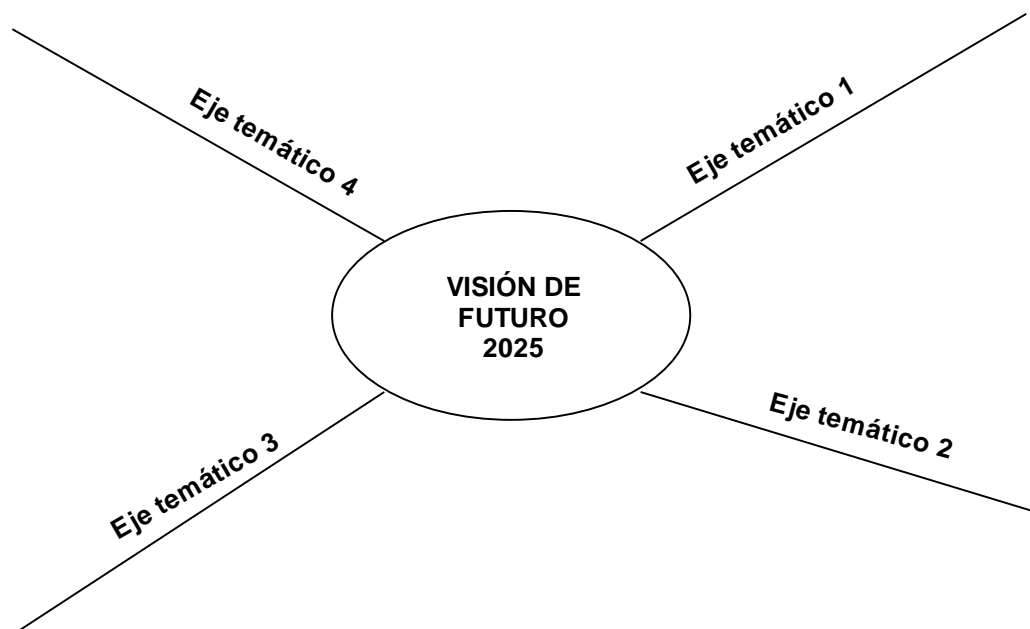 Eje temático 4
Eje temático 1
VISIÓN DE
FUTURO
2025
Eje temático 3
Eje temático 2